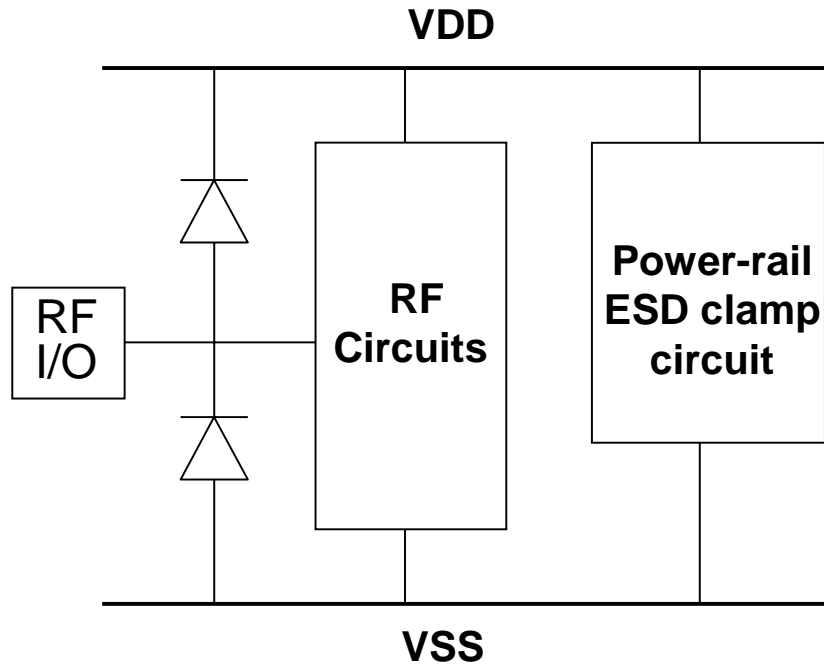 VDD
RF
I/O
RF
Circuits
Power-rail
ESD clamp
circuit
VSS